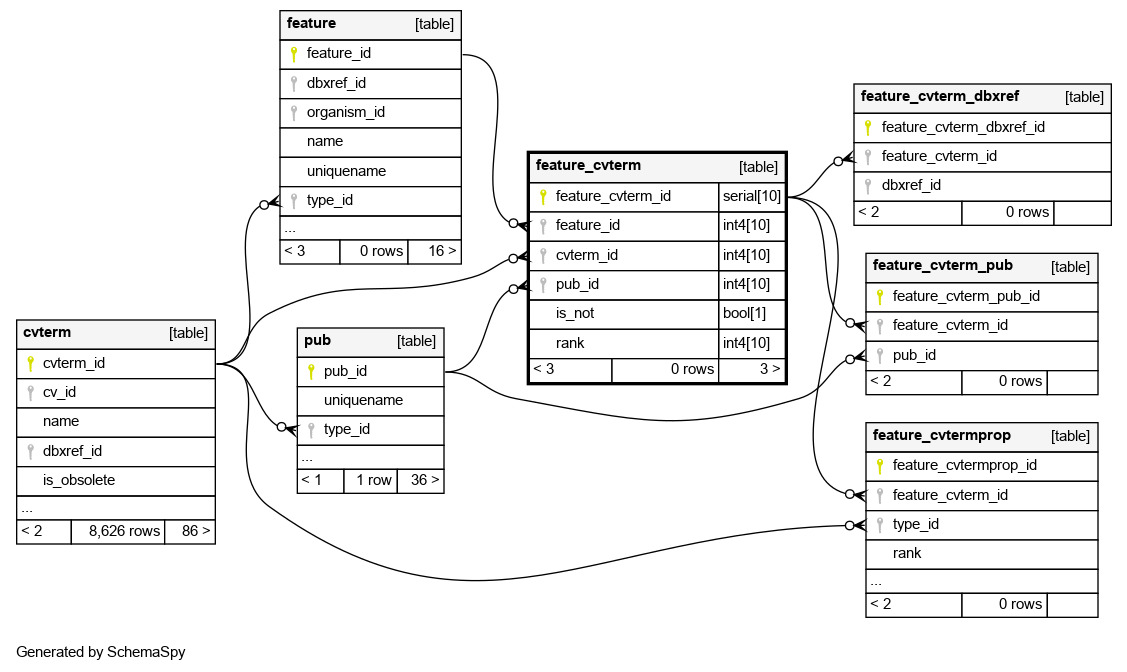 feature [table]
feature_id
dbxref_id
organism_id
name
uniquename
type_id
...
< 3 0 rows 16 >
feature_cvterm [table]
feature_cvterm_id serial[10]
feature_id int4[10]
cvterm_id int4[10]
pub_id int4[10]
is_not bool[1]
rank int4[10]
< 3 0 rows 3 >
feature_cvterm_dbxref [table]
feature_cvterm_dbxref_id
feature_cvterm_id
dbxref_id
< 2 0 rows
feature_cvterm_pub [table]
feature_cvterm_pub_id
feature_cvterm_id
pub_id
< 2 0 rows
cvterm [table]
cvterm_id
cv_id
name
dbxref_id
is_obsolete
...
< 2 8,626 rows 86 >
pub [table]
pub_id
uniquename
type_id
...
< 1 1 row 36 >
feature_cvtermprop [table]
feature_cvtermprop_id
feature_cvterm_id
type_id
rank
...
< 2 0 rows
Generated by SchemaSpy